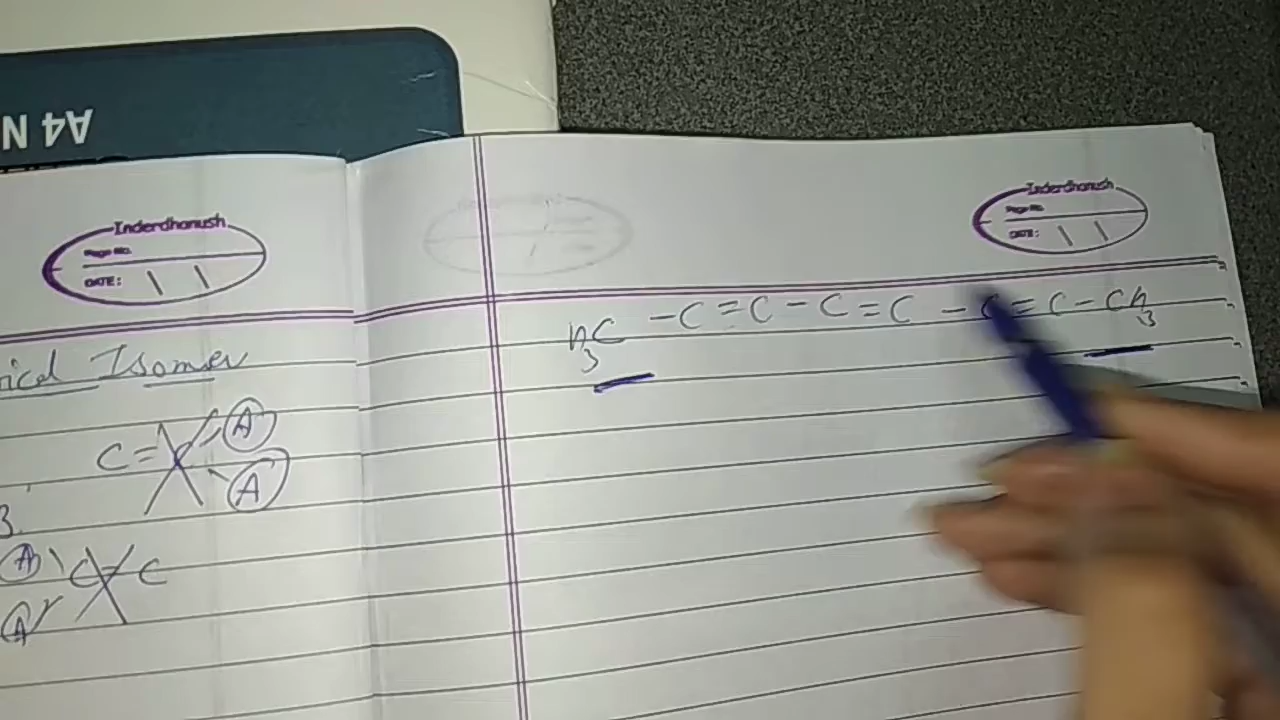 A4 N
Inderdhanush
Page No.
DATE:
Inderdhanush
Page No.
DATE:
H3C -C=C-C=C-C=C-CH3
ical Isomer
C=C A
A
3.
A C C
A